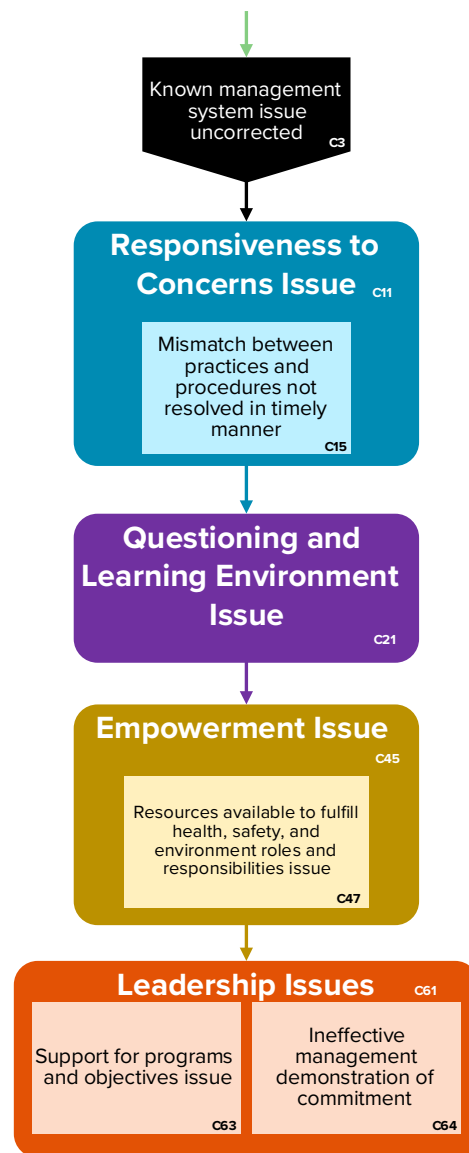 Known management
system issue
uncorrected
C3
Responsiveness to
Concerns Issue C11
Mismatch between
practices and
procedures not
resolved in timely
manner
C15
Questioning and
Learning Environment
Issue
C21
Empowerment Issue
C45
Resources available to fulfill
health, safety, and
environment roles and
responsibilities issue
C47
Leadership Issues C61
Support for programs
and objectives issue
C63
Ineffective
management
demonstration of
commitment
C64